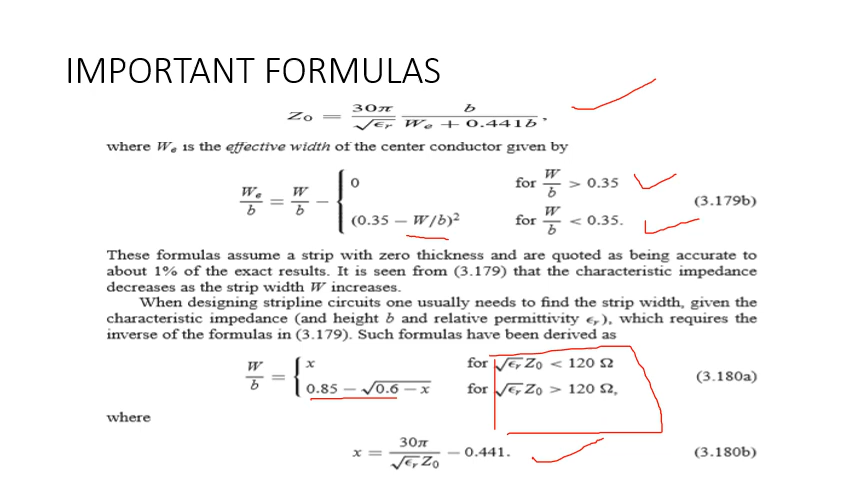 IMPORTANT FORMULAS
Z₀ = 30π/√ϵᵣ b/(Wₑ + 0.441b),
where Wₑ is the effective width of the center conductor given by
Wₑ/b = W/b − { 0 for W/b > 0.35
(0.35 − W/b)² for W/b < 0.35.
(3.179b)
These formulas assume a strip with zero thickness and are quoted as being accurate to
about 1% of the exact results. It is seen from (3.179) that the characteristic impedance
decreases as the strip width W increases.
When designing stripline circuits one usually needs to find the strip width, given the
characteristic impedance (and height b and relative permittivity ϵᵣ), which requires the
inverse of the formulas in (3.179). Such formulas have been derived as
W/b = { x for √ϵᵣ Z₀ < 120 Ω
0.85 − √(0.6 − x) for √ϵᵣ Z₀ > 120 Ω,
(3.180a)
where
x = 30π/(√ϵᵣ Z₀) − 0.441. (3.180b)